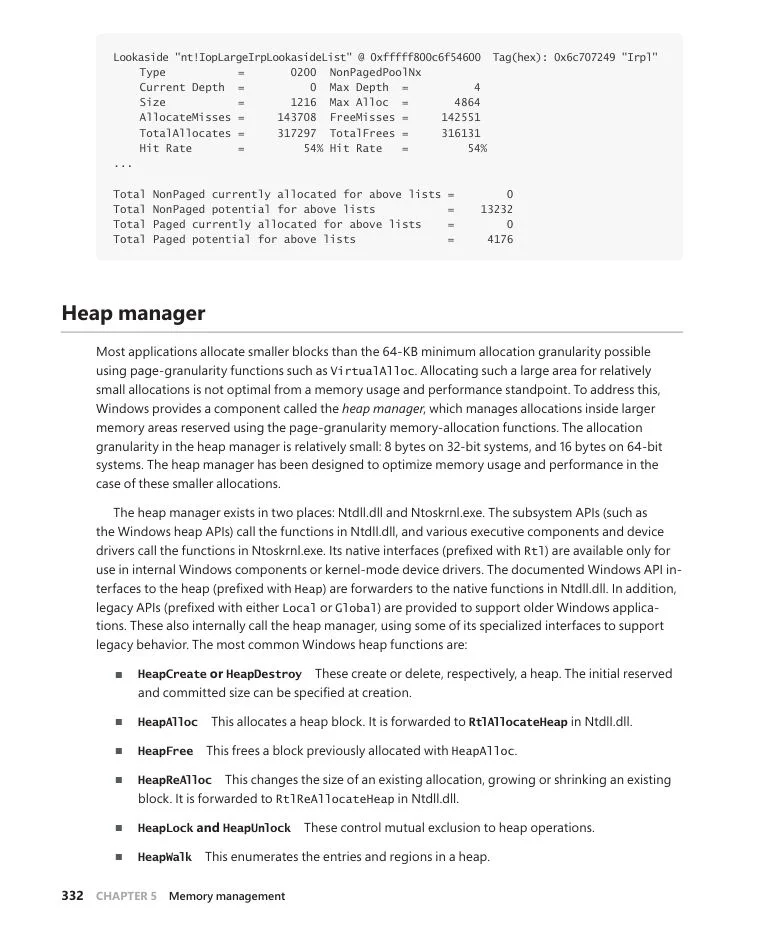 Lookaside "nt!IopLargeIrpLookasideList" @ 0xfffff800c6f54600  Tag(hex): 0x6c707249 "Irpl"
    Type           =       0200  NonPagedPoolNx
    Current Depth  =          0  Max Depth  =          4
    Size           =       1216  Max Alloc  =       4864
    AllocateMisses =     143708  FreeMisses =     142551
    TotalAllocates =     317297  TotalFrees =     316131
    Hit Rate       =         54% Hit Rate   =         54%
...
Total NonPaged currently allocated for above lists =        0
Total NonPaged potential for above lists           =    13232
Total Paged currently allocated for above lists    =        0
Total Paged potential for above lists              =     4176
Heap manager
Most applications allocate smaller blocks than the 64-KB minimum allocation granularity possible
using page-granularity functions such as VirtualAlloc. Allocating such a large area for relatively
small allocations is not optimal from a memory usage and performance standpoint. To address this,
Windows provides a component called the heap manager, which manages allocations inside larger
memory areas reserved using the page-granularity memory-allocation functions. The allocation
granularity in the heap manager is relatively small: 8 bytes on 32-bit systems, and 16 bytes on 64-bit
systems. The heap manager has been designed to optimize memory usage and performance in the
case of these smaller allocations.
The heap manager exists in two places: Ntdll.dll and Ntoskrnl.exe. The subsystem APIs (such as
the Windows heap APIs) call the functions in Ntdll.dll, and various executive components and device
drivers call the functions in Ntoskrnl.exe. Its native interfaces (prefixed with Rtl) are available only for
use in internal Windows components or kernel-mode device drivers. The documented Windows API in-
terfaces to the heap (prefixed with Heap) are forwarders to the native functions in Ntdll.dll. In addition,
legacy APIs (prefixed with either Local or Global) are provided to support older Windows applica-
tions. These also internally call the heap manager, using some of its specialized interfaces to support
legacy behavior. The most common Windows heap functions are:
■ HeapCreate or HeapDestroy These create or delete, respectively, a heap. The initial reserved
and committed size can be specified at creation.
■ HeapAlloc This allocates a heap block. It is forwarded to RtlAllocateHeap in Ntdll.dll.
■ HeapFree This frees a block previously allocated with HeapAlloc.
■ HeapReAlloc This changes the size of an existing allocation, growing or shrinking an existing
block. It is forwarded to RtlReAllocateHeap in Ntdll.dll.
■ HeapLock and HeapUnlock These control mutual exclusion to heap operations.
■ HeapWalk This enumerates the entries and regions in a heap.
332 CHAPTER 5 Memory management